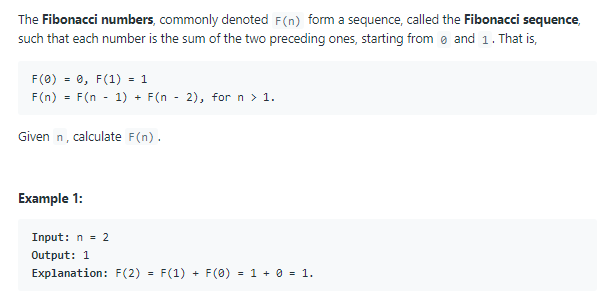 The Fibonacci numbers, commonly denoted F(n) form a sequence, called the Fibonacci sequence,
such that each number is the sum of the two preceding ones, starting from 0 and 1. That is,
F(0) = 0, F(1) = 1
F(n) = F(n - 1) + F(n - 2), for n > 1.
Given n, calculate F(n).
Example 1:
Input: n = 2
Output: 1
Explanation: F(2) = F(1) + F(0) = 1 + 0 = 1.